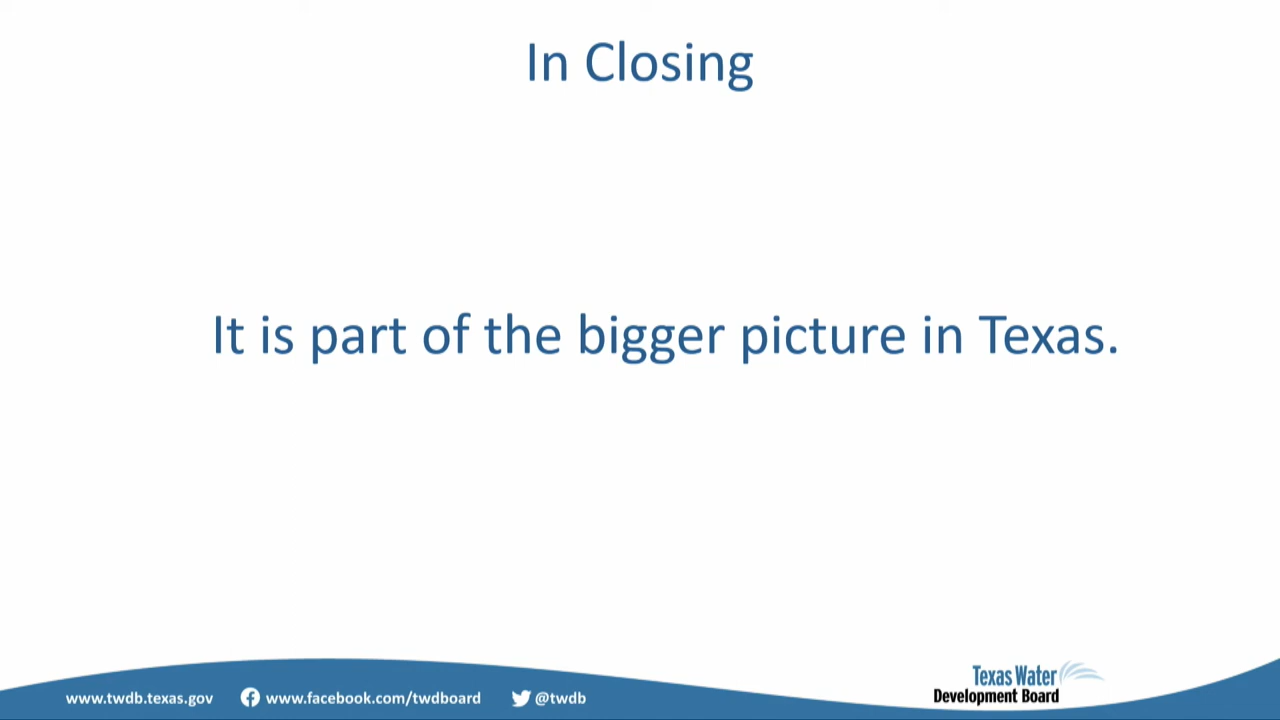 In Closing
It is part of the bigger picture in Texas.
www.twdb.texas.gov
www.facebook.com/twdboard
@twdb
Texas Water
Development Board